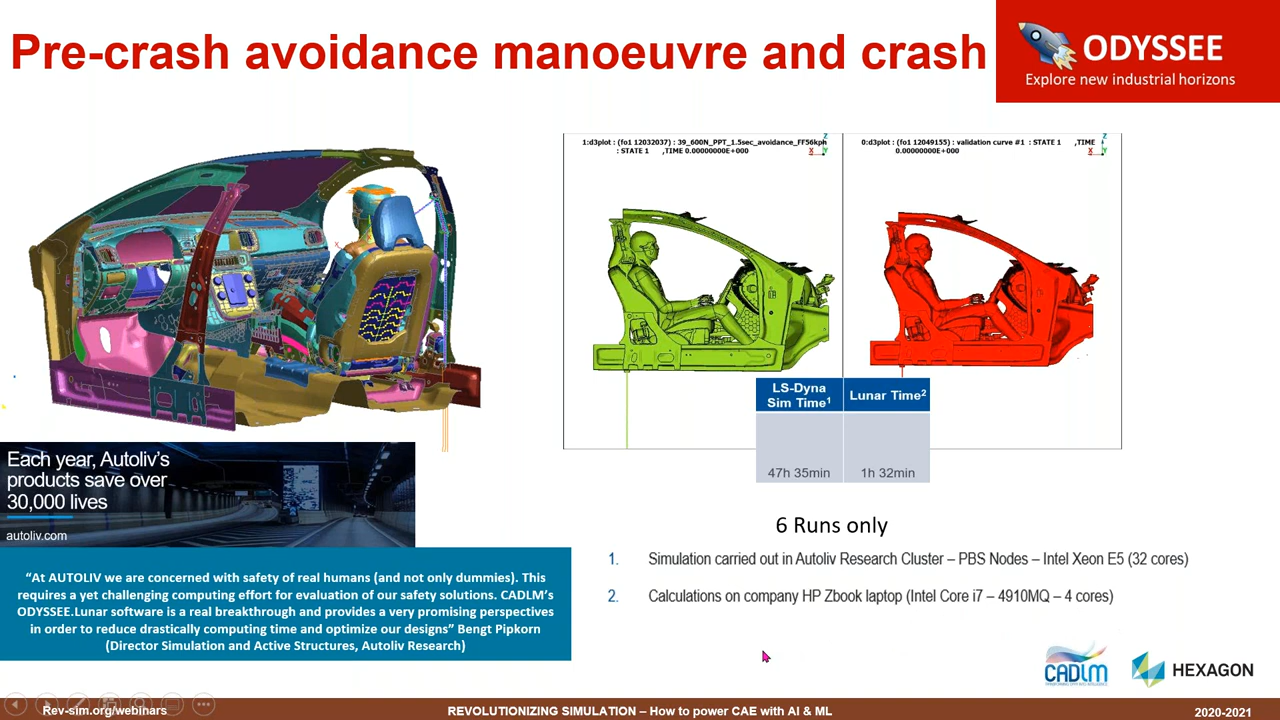 Pre-crash avoidance manoeuvre and crash
ODYSSEE
Explore new industrial horizons
1:d3plot : (fo1 12032037) : 39_600N_PPT_1.5sec_avoidance_FF56kph
: STATE 1 ,TIME 0.00000000E+000
Z
X Y
0:d3plot : (fo1 12049155) : validation curve #1 : STATE 1 ,TIME
0.00000000E+000
Z
X Y
LS-Dyna
Sim Time1
Lunar Time2
47h 35min
1h 32min
Each year, Autoliv's
products save over
30,000 lives
autoliv.com
6 Runs only
1. Simulation carried out in Autoliv Research Cluster – PBS Nodes – Intel Xeon E5 (32 cores)
2. Calculations on company HP Zbook laptop (Intel Core i7 – 4910MQ – 4 cores)
“At AUTOLIV we are concerned with safety of real humans (and not only dummies). This
requires a yet challenging computing effort for evaluation of our safety solutions. CADLM’s
ODYSSEE.Lunar software is a real breakthrough and provides a very promising perspectives
in order to reduce drastically computing time and optimize our designs” Bengt Pipkorn
(Director Simulation and Active Structures, Autoliv Research)
CADLM
HEXAGON
Rev-sim.org/webinars
REVOLUTIONIZING SIMULATION – How to power CAE with AI & ML
2020-2021